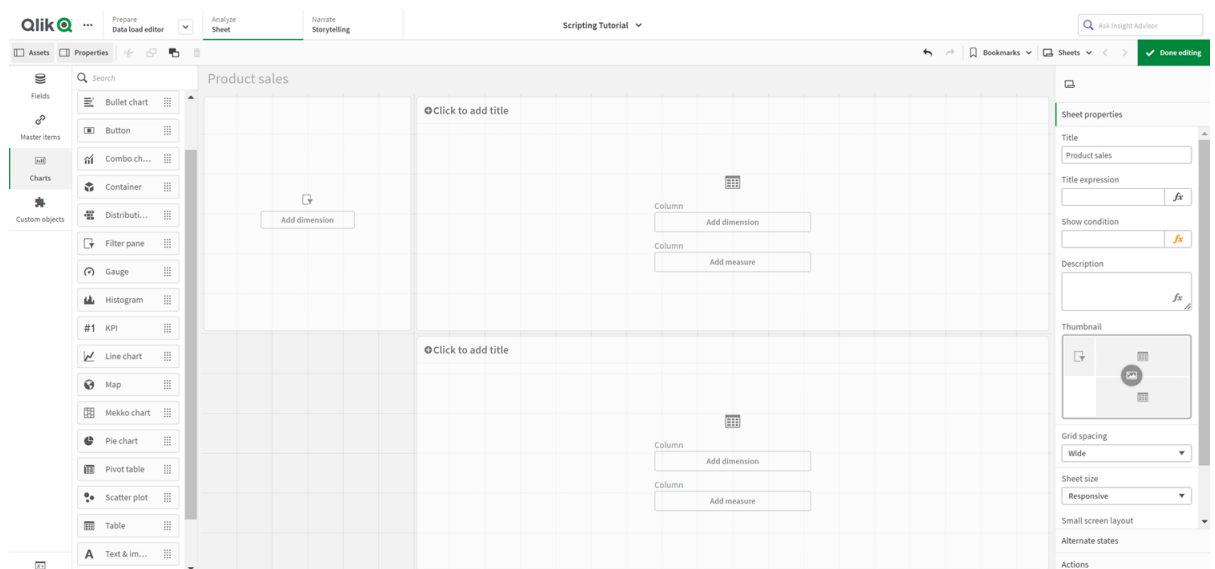 Qlik
Prepare
Data load editor
Analyze
Sheet
Narrate
Storytelling
Scripting Tutorial
Ask Insight Advisor
Assets
Properties
Bookmarks
Sheets
Done editing
Fields
Master items
Charts
Custom objects
Search
Bullet chart
Button
Combo ch...
Container
Distributi...
Filter pane
Gauge
Histogram
#1 KPI
Line chart
Map
Mekko chart
Pie chart
Pivot table
Scatter plot
Table
A Text & im...
Product sales
Add dimension
Click to add title
Column
Add dimension
Column
Add measure
Click to add title
Column
Add dimension
Column
Add measure
Sheet properties
Title
Product sales
Title expression
fx
Show condition
fx
Description
fx
Thumbnail
Grid spacing
Wide
Sheet size
Responsive
Small screen layout
Alternate states
Actions